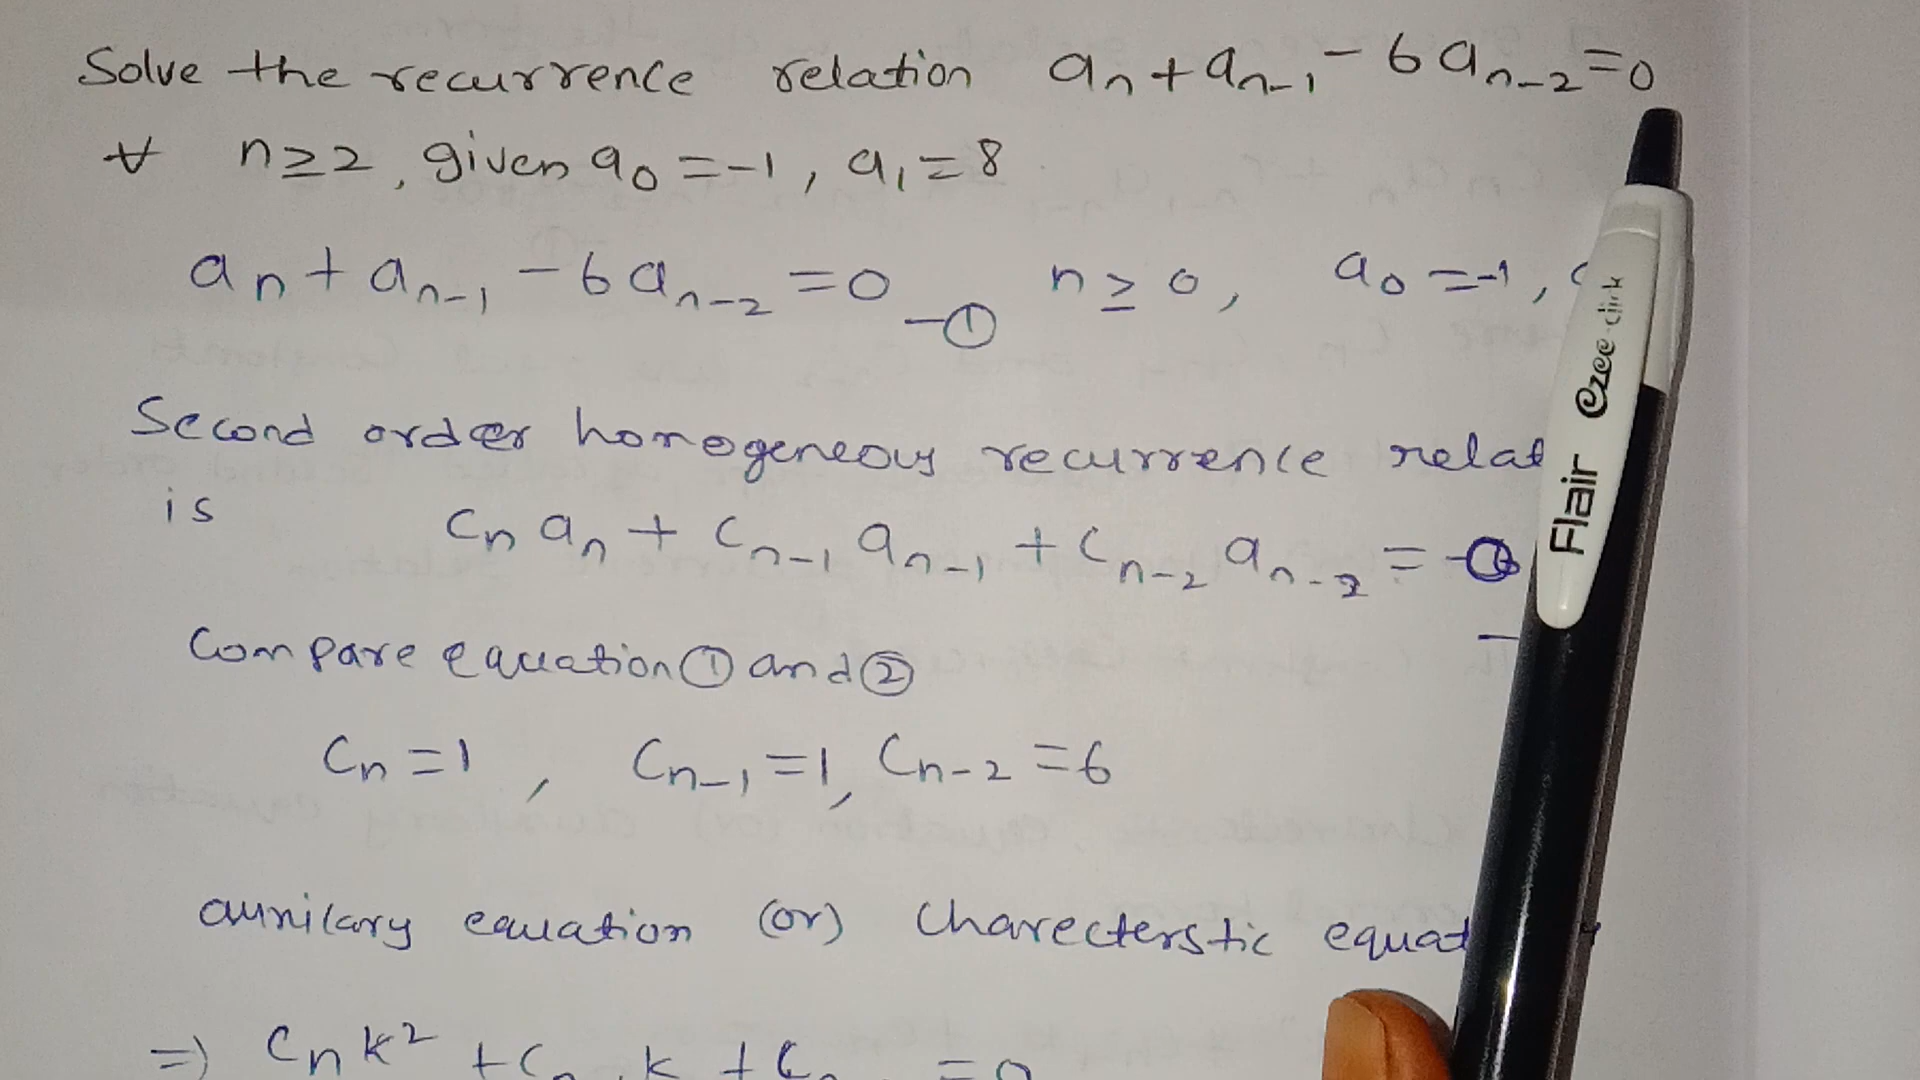 Solve the recurrence relation aₙ + aₙ₋₁ - 6aₙ₋₂ = 0
∀ n ≥ 2, given a₀ = -1, a₁ = 8
aₙ + aₙ₋₁ - 6aₙ₋₂ = 0 —① n ≥ 0, a₀ = -1,
Second order homogeneous recurrence relat
is Cₙ aₙ + Cₙ₋₁ aₙ₋₁ + Cₙ₋₂ aₙ₋₂ =
Compare equation ① and ②
Cₙ = 1, Cₙ₋₁ = 1, Cₙ₋₂ = 6
auxilary equation (or) charecterstic equat
=) Cₙ k² + C k + C = 0
Flair ezee-click